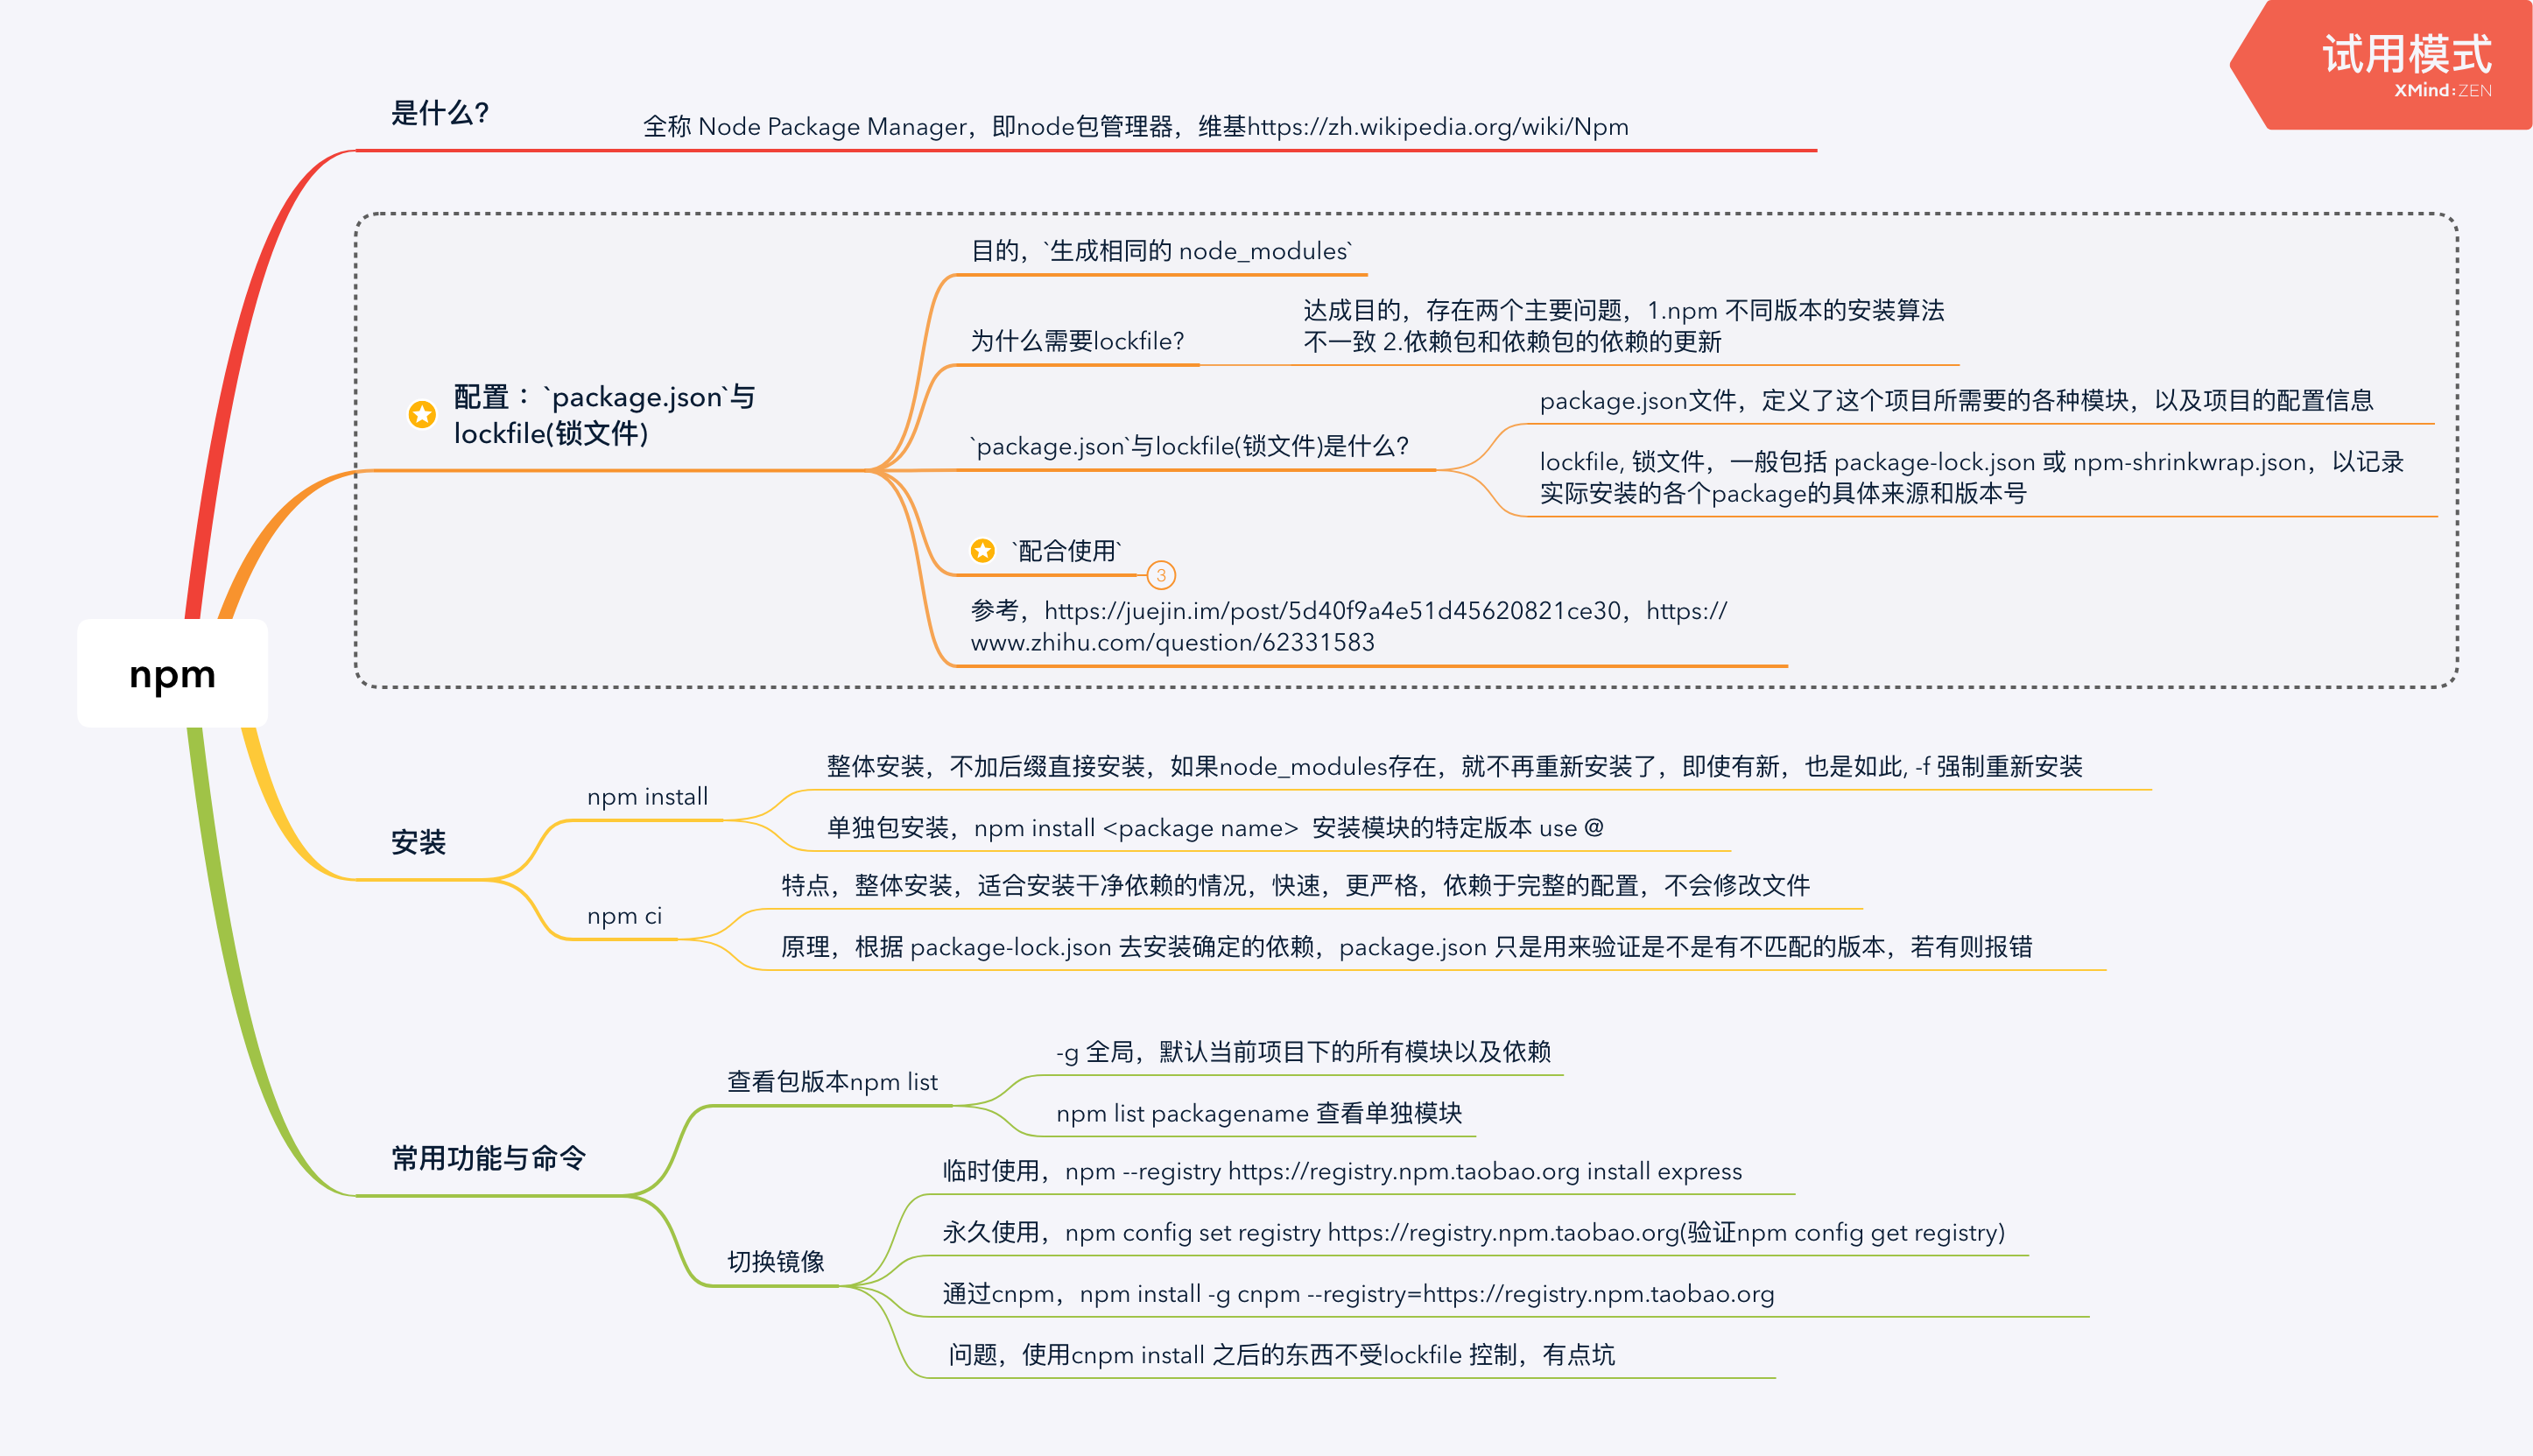 试用模式
XMind:ZEN
是什么?
全称 Node Package Manager，即node包管理器，维基https://zh.wikipedia.org/wiki/Npm
目的，`生成相同的 node_modules`
达成目的，存在两个主要问题，1.npm 不同版本的安装算法
不一致 2.依赖包和依赖包的依赖的更新
为什么需要lockfile?
配置： `package.json`与
lockfile(锁文件)
package.json文件，定义了这个项目所需要的各种模块，以及项目的配置信息
`package.json`与lockfile(锁文件)是什么?
lockfile, 锁文件，一般包括 package-lock.json 或 npm-shrinkwrap.json，以记录
实际安装的各个package的具体来源和版本号
`配合使用`
3
参考，https://juejin.im/post/5d40f9a4e51d45620821ce30，https://
www.zhihu.com/question/62331583
npm
整体安装，不加后缀直接安装，如果node_modules存在，就不再重新安装了，即使有新，也是如此, -f 强制重新安装
npm install
单独包安装，npm install <package name> 安装模块的特定版本 use @
安装
特点，整体安装，适合安装干净依赖的情况，快速，更严格，依赖于完整的配置，不会修改文件
npm ci
原理，根据 package-lock.json 去安装确定的依赖，package.json 只是用来验证是不是有不匹配的版本，若有则报错
-g 全局，默认当前项目下的所有模块以及依赖
查看包版本npm list
npm list packagename 查看单独模块
常用功能与命令
临时使用，npm --registry https://registry.npm.taobao.org install express
永久使用，npm config set registry https://registry.npm.taobao.org(验证npm config get registry)
切换镜像
通过cnpm，npm install -g cnpm --registry=https://registry.npm.taobao.org
问题，使用cnpm install 之后的东西不受lockfile 控制，有点坑